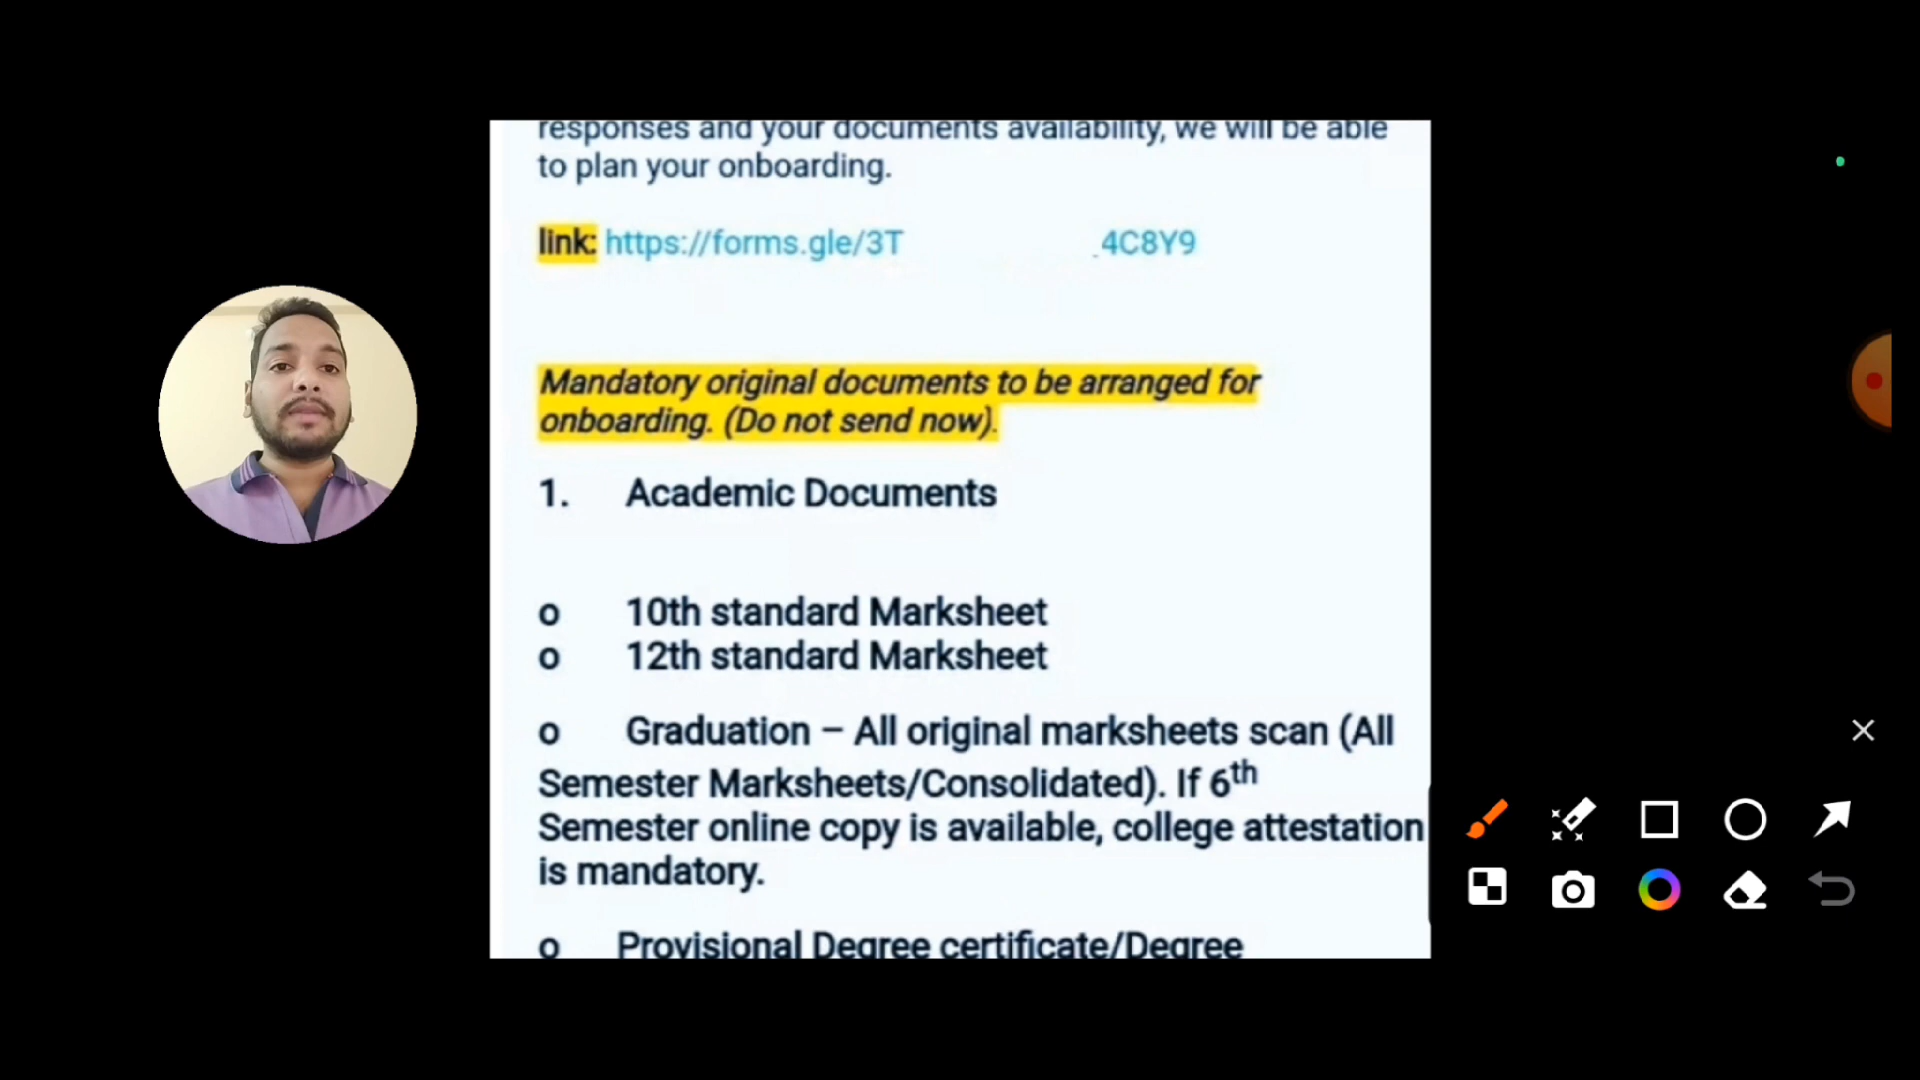 responses and your documents availability, we will be able
to plan your onboarding.
link: https://forms.gle/3T 4C8Y9
Mandatory original documents to be arranged for
onboarding. (Do not send now).
1. Academic Documents
o 10th standard Marksheet
o 12th standard Marksheet
o Graduation – All original marksheets scan (All
Semester Marksheets/Consolidated). If 6th
Semester online copy is available, college attestation
is mandatory.
o Provisional Degree certificate/Degree